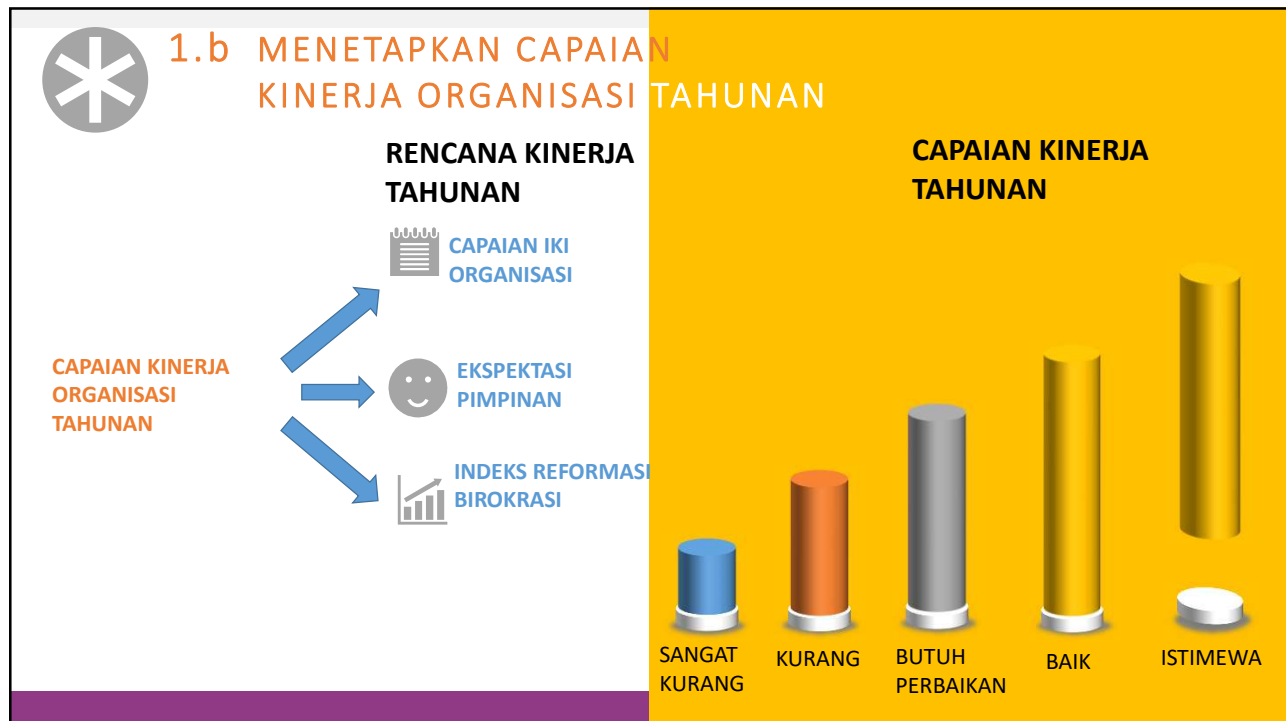 1.b MENETAPKAN CAPAIAN
KINERJA ORGANISASI TAHUNAN
RENCANA KINERJA
TAHUNAN
CAPAIAN IKI
ORGANISASI
CAPAIAN KINERJA
ORGANISASI
TAHUNAN
EKSPEKTASI
PIMPINAN
INDEKS REFORMASI
BIROKRASI
CAPAIAN KINERJA
TAHUNAN
SANGAT
KURANG
KURANG
BUTUH
PERBAIKAN
BAIK
ISTIMEWA